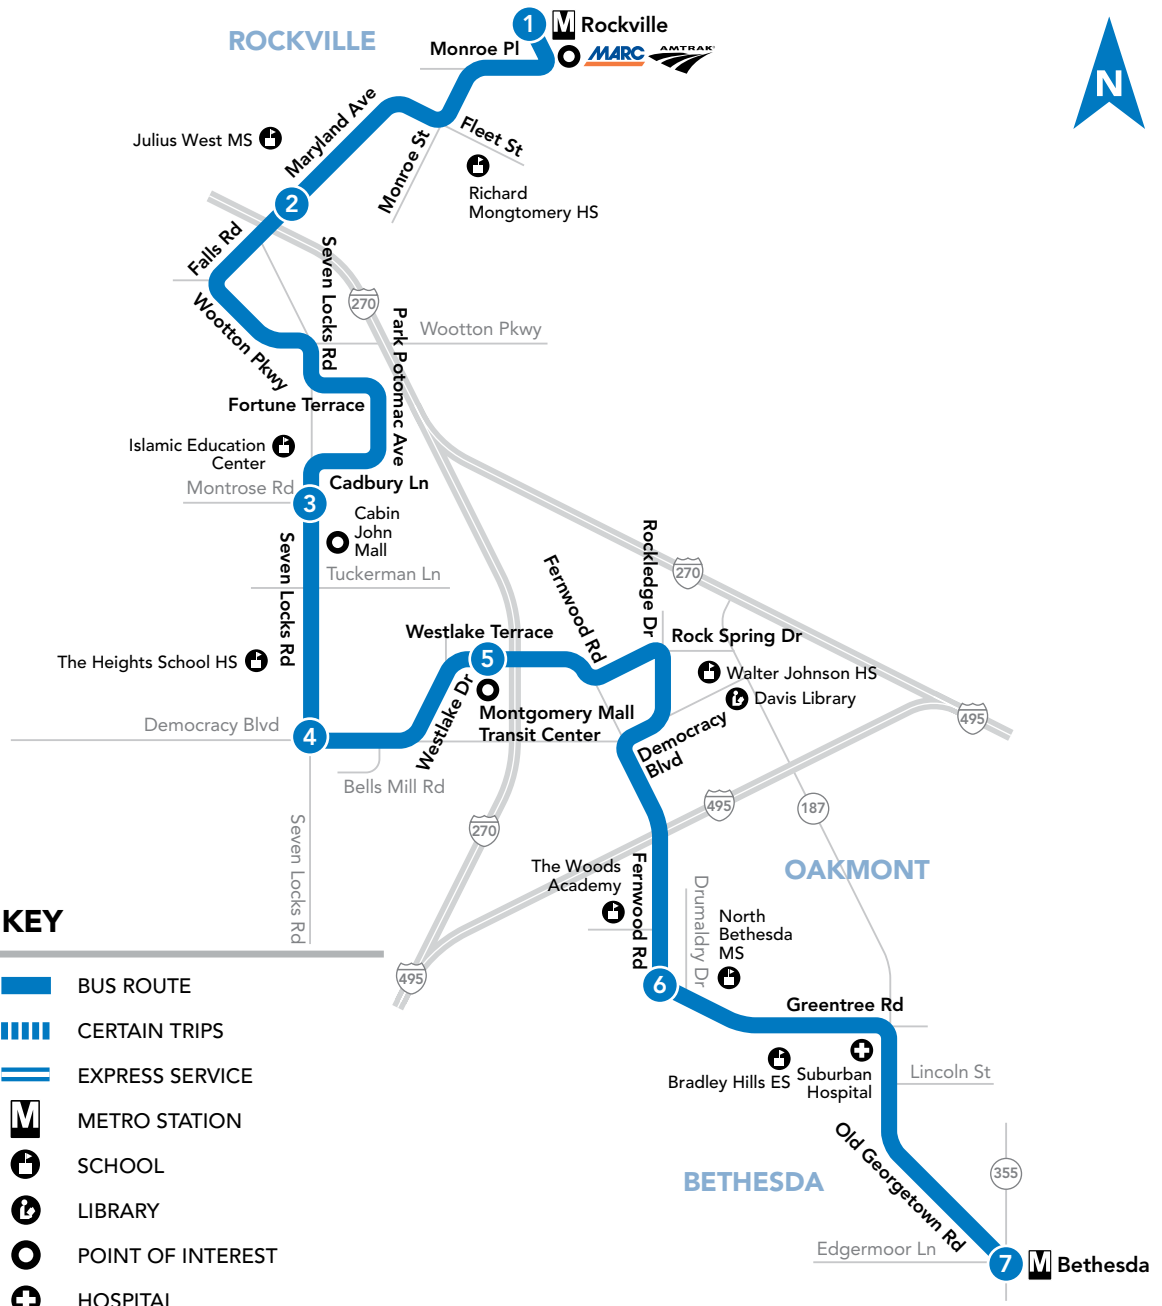 1
M Rockville
ROCKVILLE
Monroe Pl
MARC
AMTRAK
N
Maryland Ave
Fleet St
Julius West MS
Monroe St
Richard
Mongtomery HS
2
Falls Rd
Seven Locks Rd
270
Park Potomac Ave
Wootton Pkwy
Wootton Pkwy
Fortune Terrace
Islamic Education
Center
Cadbury Ln
Montrose Rd
3
Cabin
John
Mall
Seven Locks Rd
Tuckerman Ln
Fernwood Rd
Rockledge Dr
270
Westlake Terrace
Rock Spring Dr
The Heights School HS
5
Walter Johnson HS
Davis Library
Westlake Dr
Montgomery Mall
Transit Center
495
Democracy
Blvd
Democracy Blvd
4
Bells Mill Rd
495
187
270
Seven Locks Rd
The Woods
Academy
Fernwood Rd
OAKMONT
Drumaldry Dr
North
Bethesda
MS
495
6
Greentree Rd
Bradley Hills ES
Suburban
Hospital
Lincoln St
Old Georgetown Rd
355
BETHESDA
Edgermoor Ln
7
M Bethesda
KEY
BUS ROUTE
CERTAIN TRIPS
EXPRESS SERVICE
M METRO STATION
SCHOOL
LIBRARY
POINT OF INTEREST
HOSPITAL